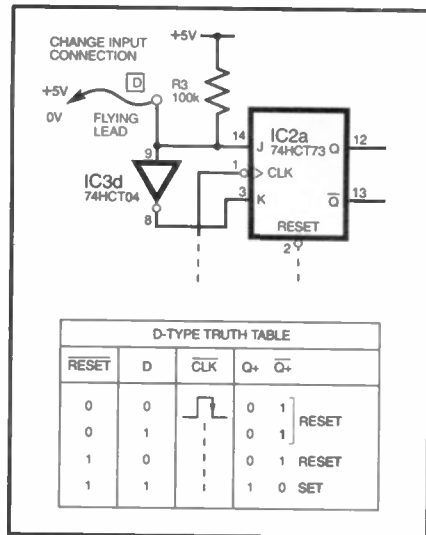 CHANGE INPUT
CONNECTION
+5V
D
R3
100k
+5V
0V
FLYING
LEAD
9
IC3d
74HCT04
8
14
J
IC2a
74HCT73
Q
12
1
CLK
3
K
Q̅
13
RESET
2
D-TYPE TRUTH TABLE
R̅E̅S̅E̅T̅ D C̅L̅K̅ Q+ Q̅+̅
0 0 0 1
RESET
0 1 0 1
1 0 0 1 RESET
1 1 1 0 SET